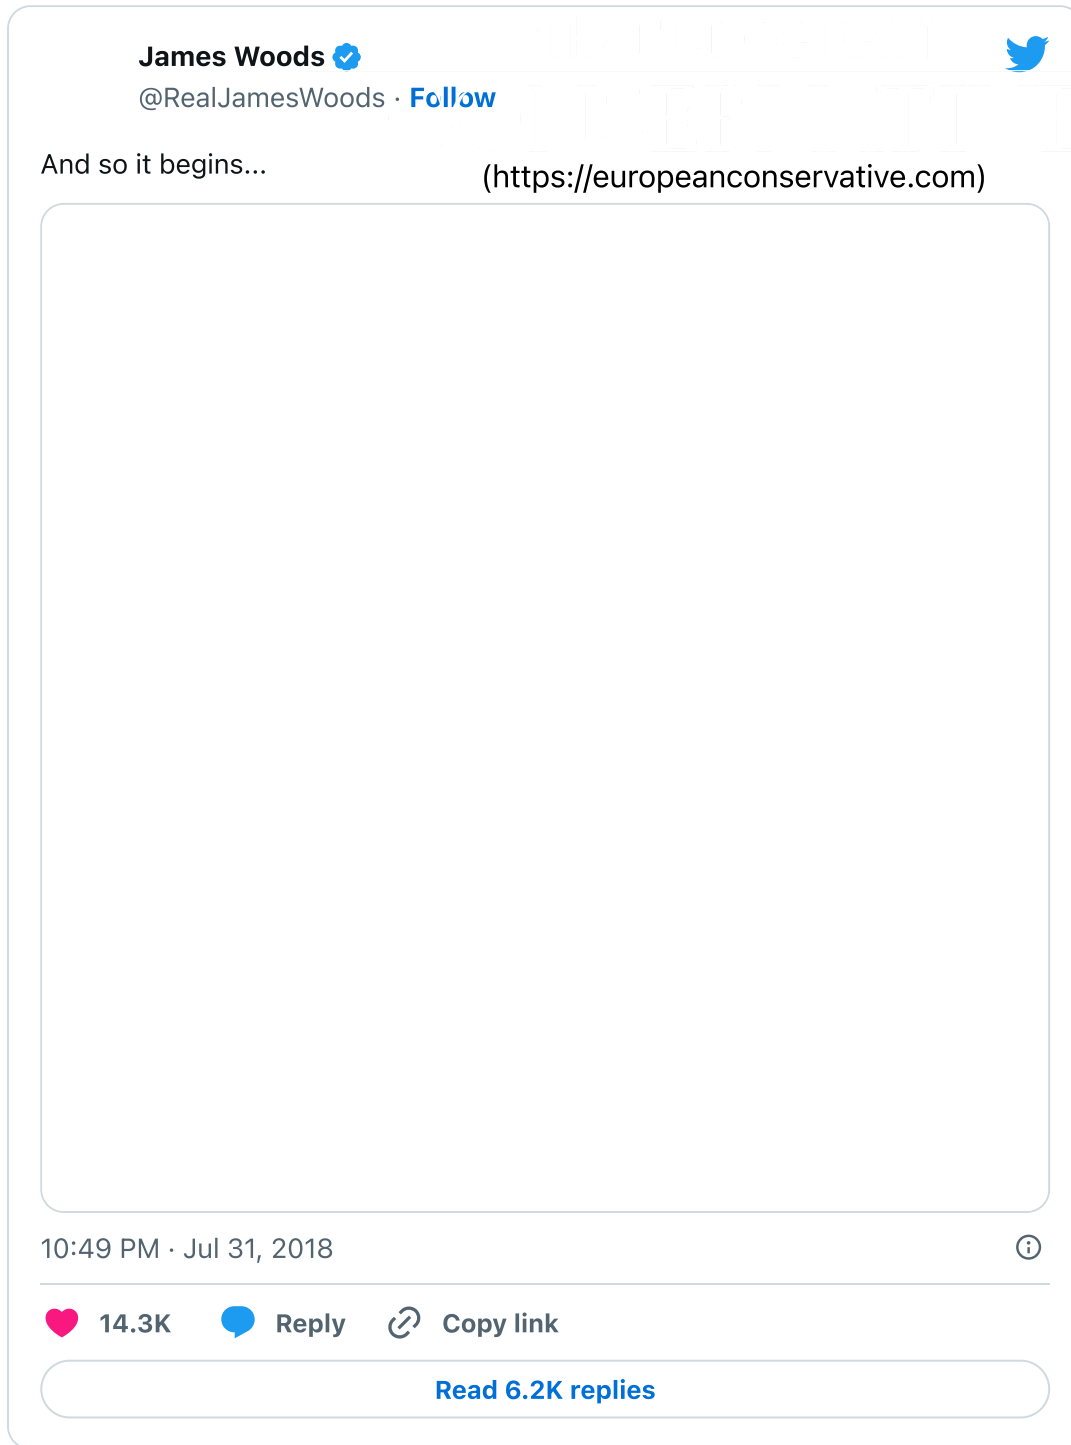 James Woods
@RealJamesWoods · Follow
And so it begins...
(https://europeanconservative.com)
10:49 PM · Jul 31, 2018
14.3K Reply Copy link
Read 6.2K replies